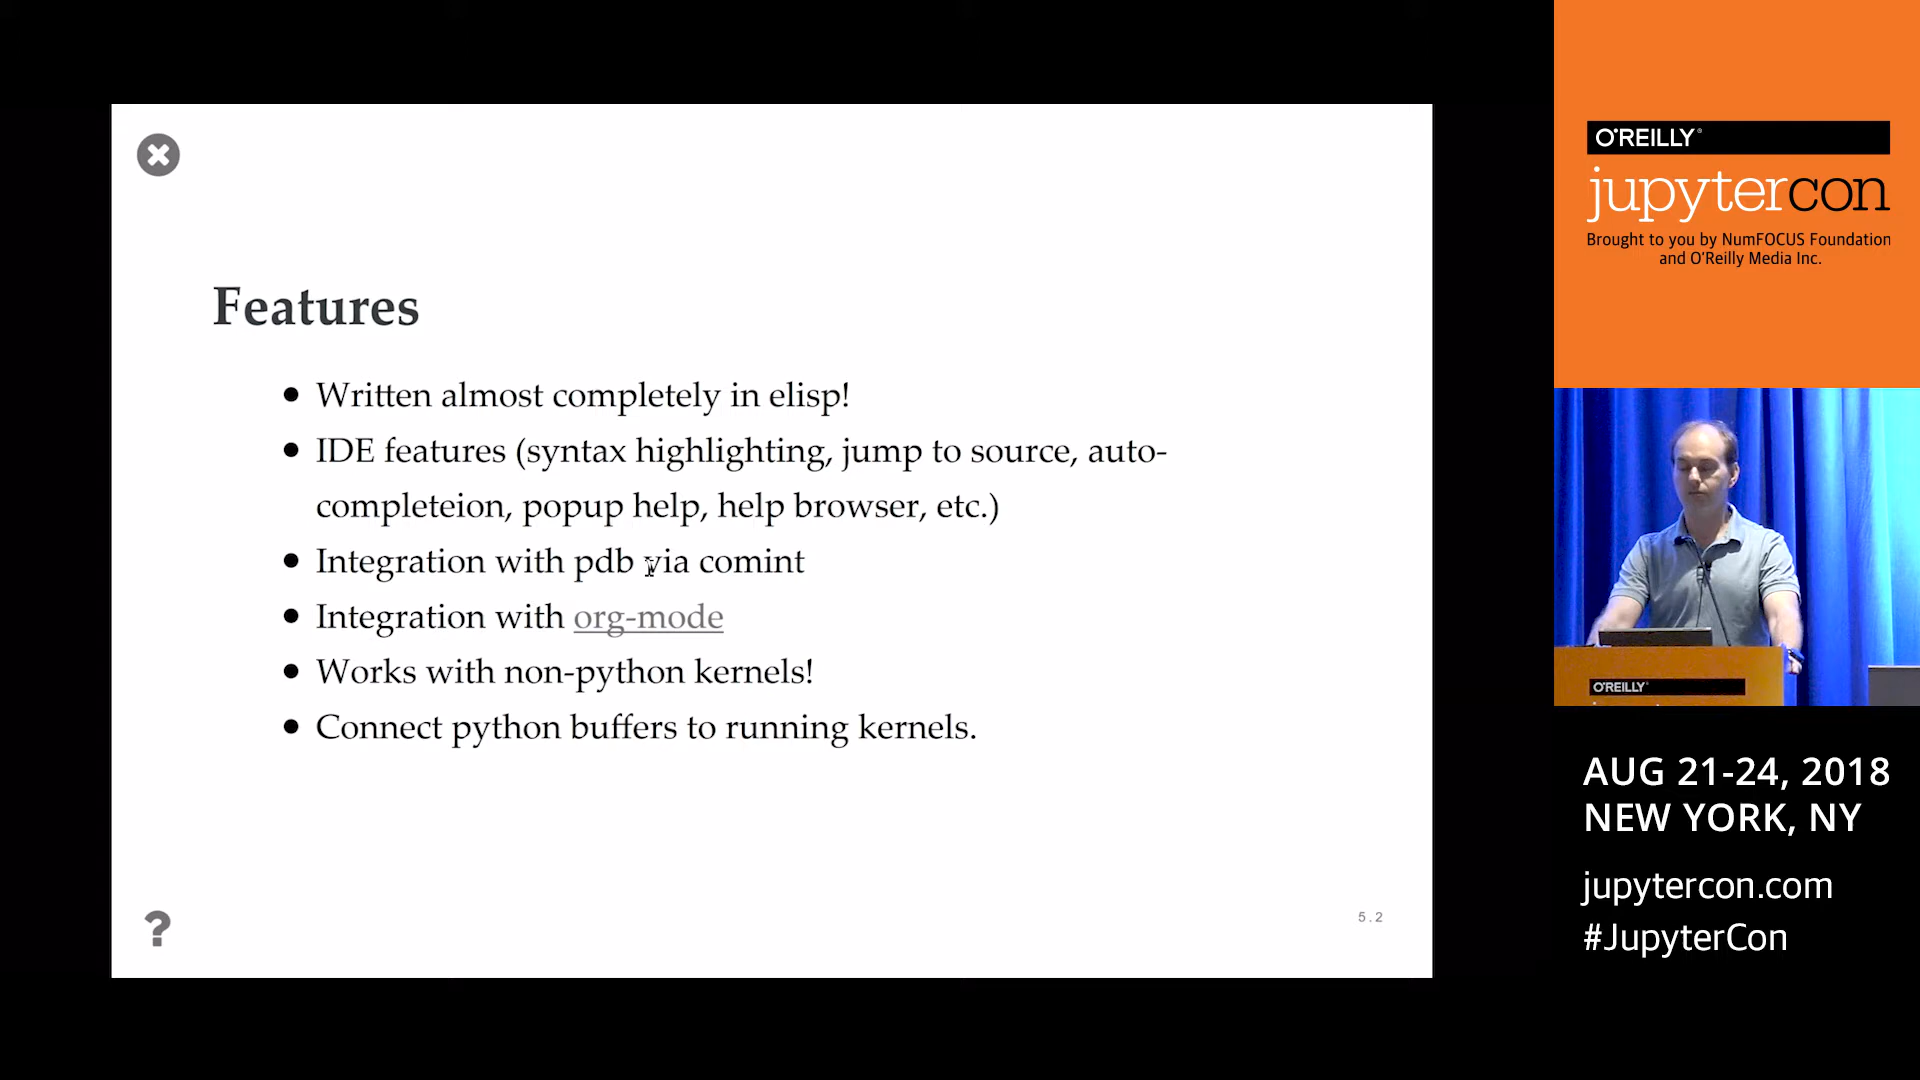 Features
• Written almost completely in elisp!
• IDE features (syntax highlighting, jump to source, auto-
completeion, popup help, help browser, etc.)
• Integration with pdb via comint
• Integration with org-mode
• Works with non-python kernels!
• Connect python buffers to running kernels.
?
5.2
O'REILLY®
jupytercon
Brought to you by NumFOCUS Foundation
and O'Reilly Media Inc.
O'REILLY®
AUG 21-24, 2018
NEW YORK, NY
jupytercon.com
#JupyterCon